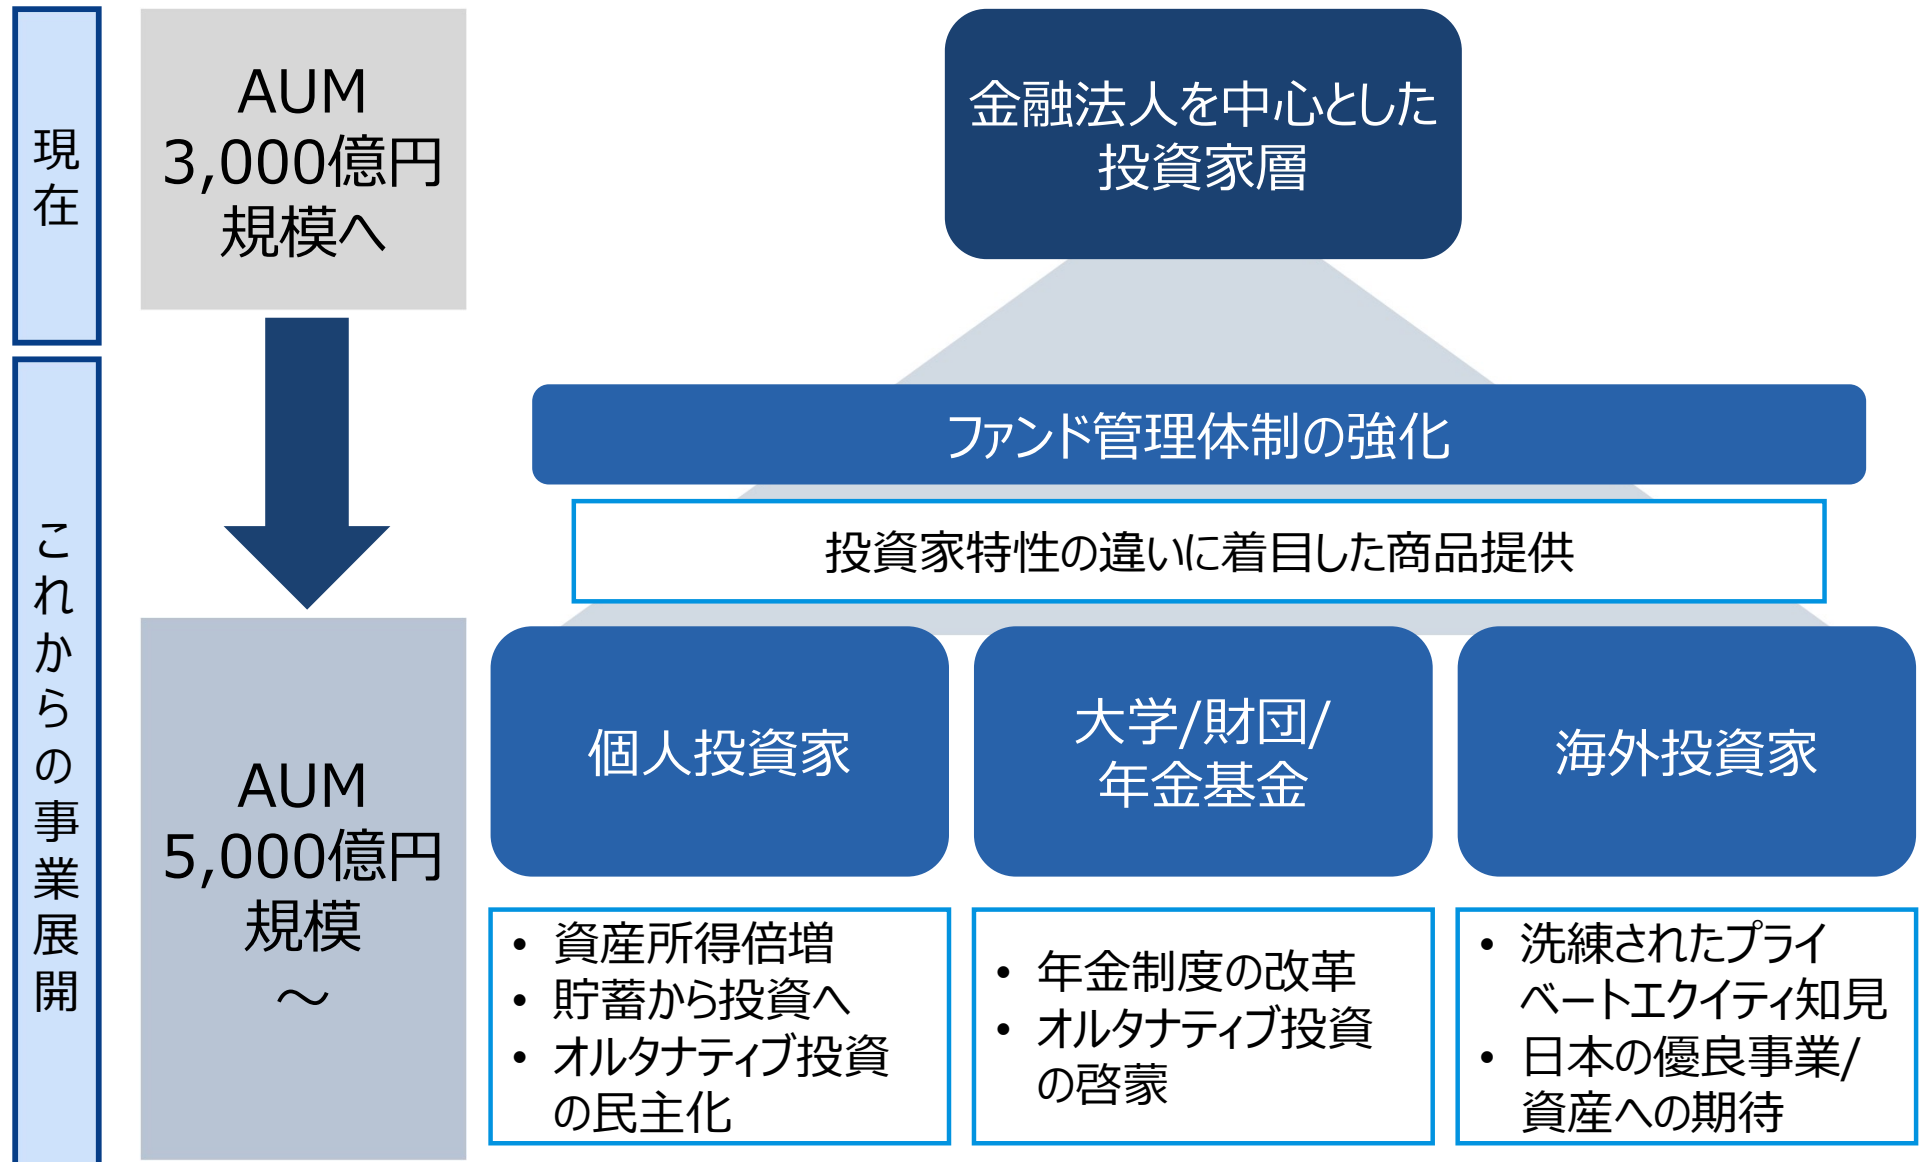 現在
AUM
3,000億円
規模へ
金融法人を中心とした
投資家層
これからの事業展開
ファンド管理体制の強化
投資家特性の違いに着目した商品提供
AUM
5,000億円
規模
～
個人投資家
大学/財団/
年金基金
海外投資家
• 資産所得倍増
• 貯蓄から投資へ
• オルタナティブ投資
の民主化
• 年金制度の改革
• オルタナティブ投資
の啓蒙
• 洗練されたプライ
ベートエクイティ知見
• 日本の優良事業/
資産への期待